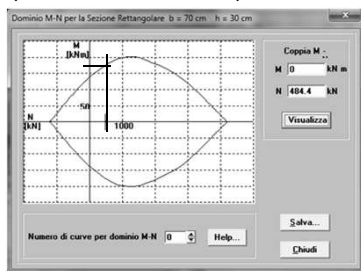 Dominio M-N per la Sezione Rettangolare b = 70 cm h = 30 cm
M
[kNm]
50
N
[kN]
1000
Coppia M -
M 0 kN m
N 484.4 kN
Visualizza
Numero di curve per dominio M-N 0 Help...
Salva...
Chiudi